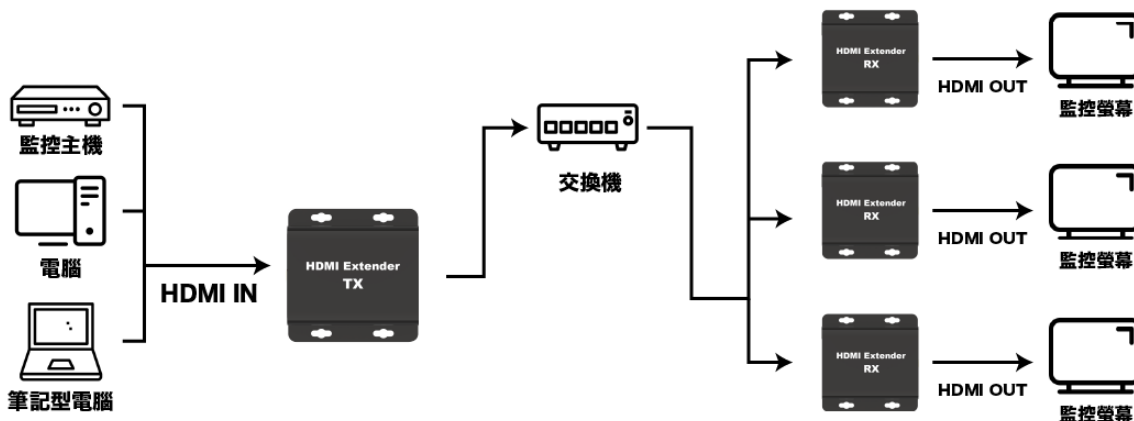 監控主機
電腦
筆記型電腦
HDMI IN
HDMI Extender
TX
交換機
HDMI Extender
RX
HDMI OUT
監控螢幕
HDMI Extender
RX
HDMI OUT
監控螢幕
HDMI Extender
RX
HDMI OUT
監控螢幕